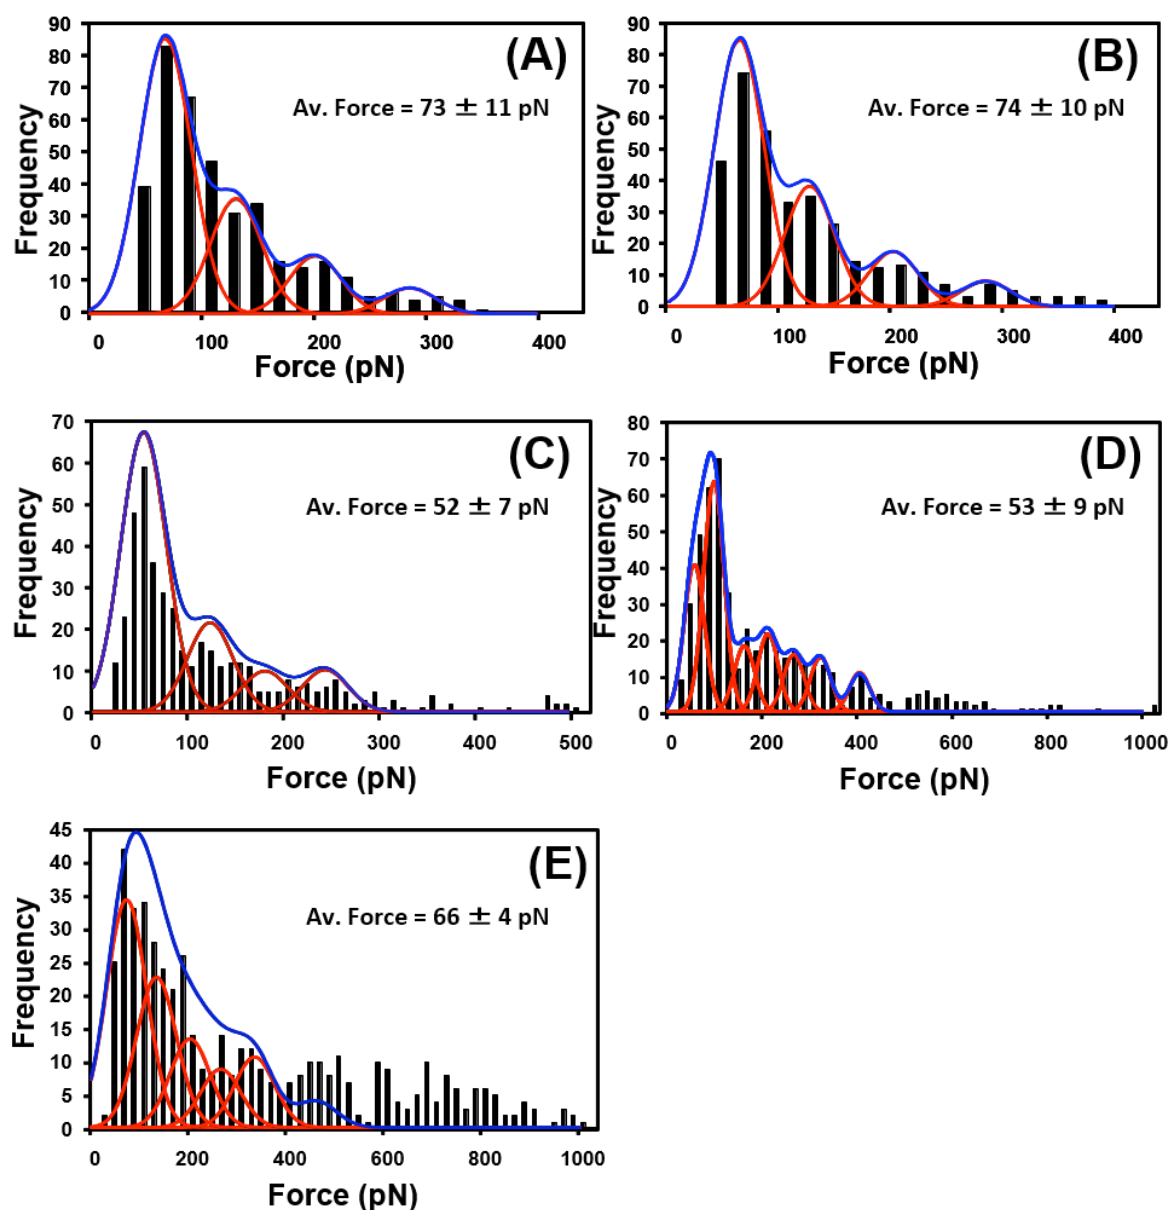 (A)
Av. Force = 73 ± 11 pN
Frequency
90
80
70
60
50
40
30
20
10
0
0 100 200 300 400
Force (pN)
(B)
Av. Force = 74 ± 10 pN
Frequency
90
80
70
60
50
40
30
20
10
0
0 100 200 300 400
Force (pN)
(C)
Av. Force = 52 ± 7 pN
Frequency
70
60
50
40
30
20
10
0
0 100 200 300 400 500
Force (pN)
(D)
Av. Force = 53 ± 9 pN
Frequency
80
70
60
50
40
30
20
10
0
0 200 400 600 800 1000
Force (pN)
(E)
Av. Force = 66 ± 4 pN
Frequency
45
40
35
30
25
20
15
10
5
0
0 200 400 600 800 1000
Force (pN)